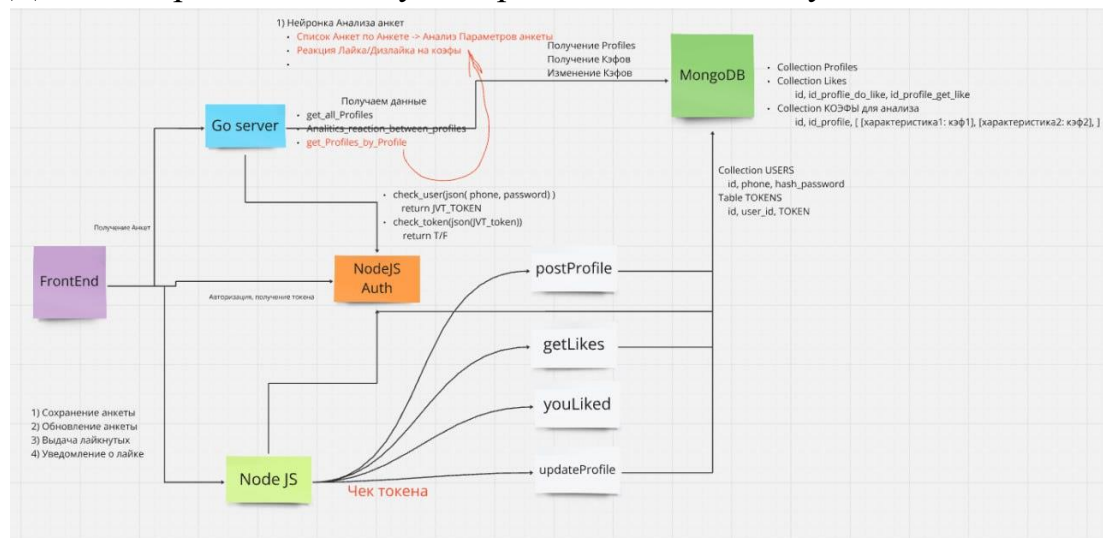 1) Нейронка Анализа анкет
Список Анкет по Анкете -> Анализ Параметров анкеты
Реакция Лайка/Дизлайка на коэфы
Получение Profiles
Получение Кэфов
Изменение Кэфов
MongoDB
Collection Profiles
Collection Likes
id, id_proflie_do_like, id_profile_get_like
Collection КОЭФЫ для анализа
id, id_profile, [ [характеристика1: кэф1], [характеристика2: кэф2], ]
Получаем данные
Go server
get_all_Profiles
Analitics_reaction_between_profiles
get_Profiles_by_Profile
Collection USERS
id, phone, hash_password
Table TOKENS
id, user_id, TOKEN
check_user(json( phone, password) )
return JVT_TOKEN
check_token(json(JVT_token))
return T/F
Получение Анкет
FrontEnd
NodeJS
Auth
Авторизация, получение токена
postProfile
getLikes
youLiked
updateProfile
1) Сохранение анкеты
2) Обновление анкеты
3) Выдача лайкнутых
4) Уведомление о лайке
Node JS
Чек токена